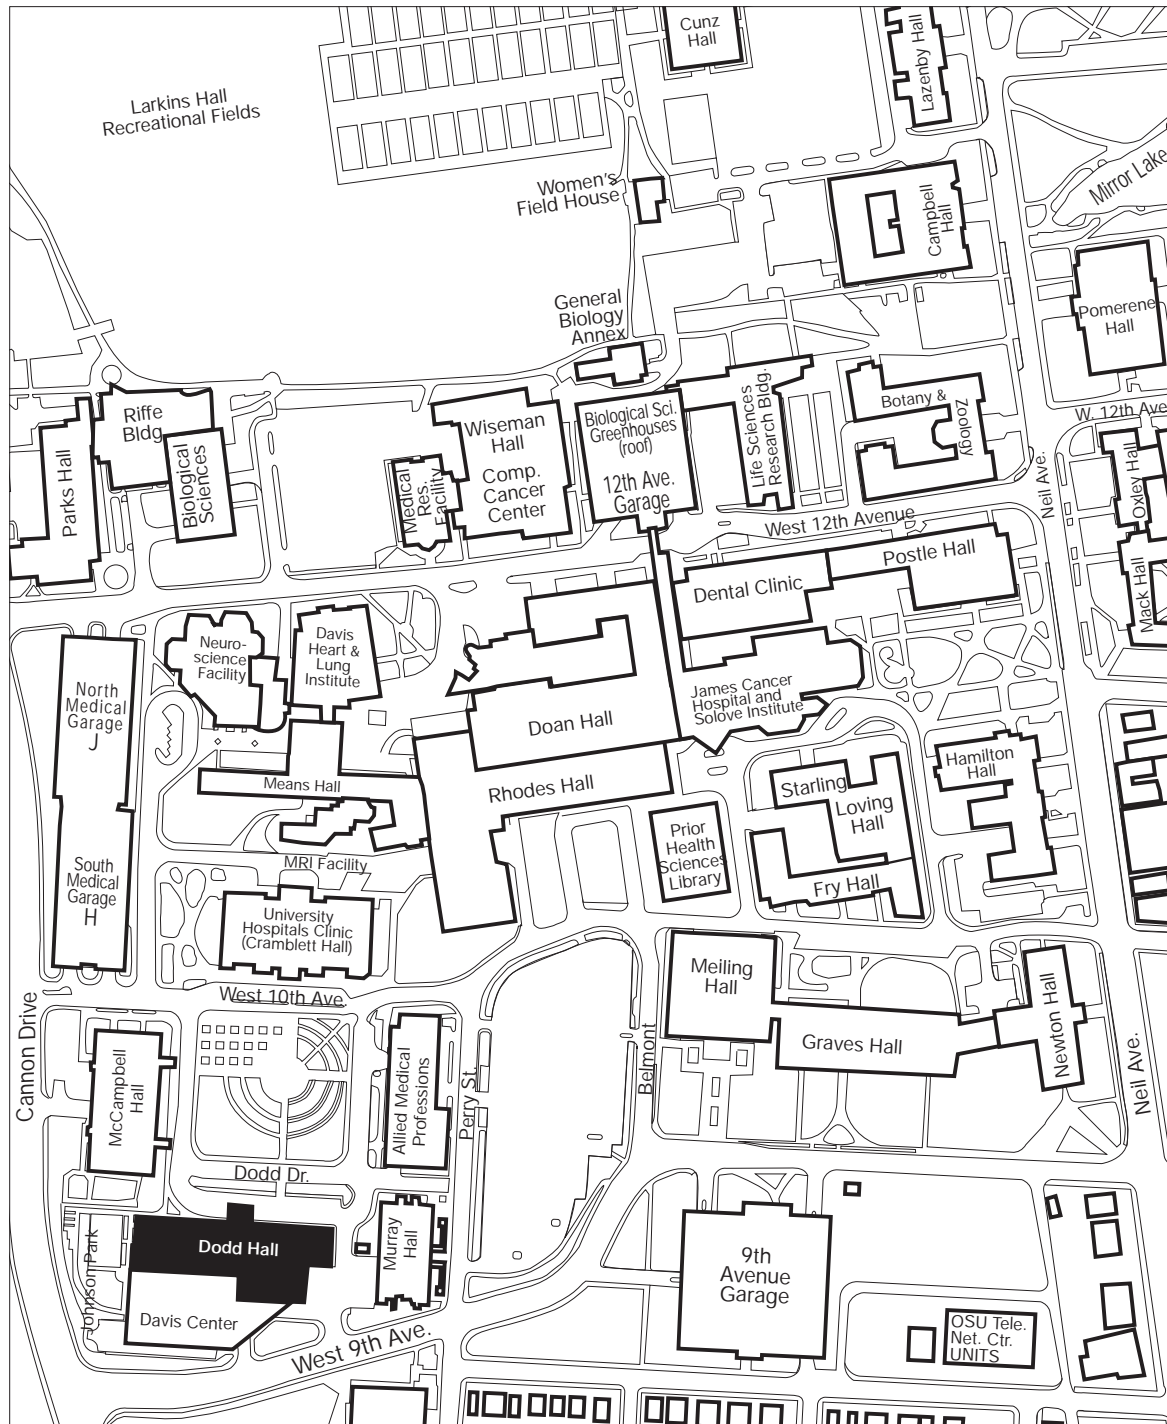 Cunz
Hall
Lazenby Hall
Larkins Hall
Recreational Fields
Women's
Field House
Mirror Lake
Campbell
Hall
General
Biology
Annex
Pomerene
Hall
Riffe
Bldg.
Parks Hall
Biological
Sciences
Wiseman
Hall
Comp.
Cancer
Center
Medical
Res.
Facility
Biological Sci.
Greenhouses
(roof)
12th Ave.
Garage
Life Sciences
Research Bldg.
Botany &
Zoology
W. 12th Ave
Neil Ave.
Oxley Hall
Mack Hall
West 12th Avenue
Postle Hall
Dental Clinic
Neuro-
science
Facility
Davis
Heart &
Lung
Institute
North
Medical
Garage
J
James Cancer
Hospital and
Solove Institute
Doan Hall
Rhodes Hall
Means Hall
Hamilton
Hall
Starling
Loving
Hall
Fry Hall
Prior
Health
Sciences
Library
MRI Facility
South
Medical
Garage
H
University
Hospitals Clinic
(Cramblett Hall)
West 10th Ave.
Cannon Drive
Meiling
Hall
Graves Hall
Newton Hall
Neil Ave.
Belmont
McCampbell
Hall
Allied Medical
Professions
Perry St.
Dodd Dr.
Dodd Hall
Johnson Park
Davis Center
Murray
Hall
West 9th Ave.
9th
Avenue
Garage
OSU Tele.
Net. Ctr.
UNITS